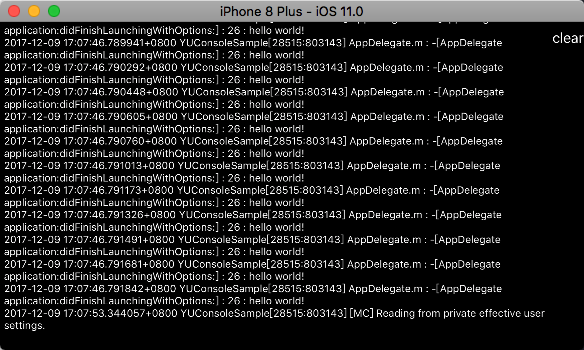 iPhone 8 Plus - iOS 11.0
application:didFinishLaunchingWithOptions:] : 26 : hello world!
clear
2017-12-09 17:07:46.789941+0800 YUConsoleSample[28515:803143] AppDelegate.m : -[AppDelegate
application:didFinishLaunchingWithOptions:] : 26 : hello world!
2017-12-09 17:07:46.790292+0800 YUConsoleSample[28515:803143] AppDelegate.m : -[AppDelegate
application:didFinishLaunchingWithOptions:] : 26 : hello world!
2017-12-09 17:07:46.790448+0800 YUConsoleSample[28515:803143] AppDelegate.m : -[AppDelegate
application:didFinishLaunchingWithOptions:] : 26 : hello world!
2017-12-09 17:07:46.790605+0800 YUConsoleSample[28515:803143] AppDelegate.m : -[AppDelegate
application:didFinishLaunchingWithOptions:] : 26 : hello world!
2017-12-09 17:07:46.790760+0800 YUConsoleSample[28515:803143] AppDelegate.m : -[AppDelegate
application:didFinishLaunchingWithOptions:] : 26 : hello world!
2017-12-09 17:07:46.791013+0800 YUConsoleSample[28515:803143] AppDelegate.m : -[AppDelegate
application:didFinishLaunchingWithOptions:] : 26 : hello world!
2017-12-09 17:07:46.791173+0800 YUConsoleSample[28515:803143] AppDelegate.m : -[AppDelegate
application:didFinishLaunchingWithOptions:] : 26 : hello world!
2017-12-09 17:07:46.791326+0800 YUConsoleSample[28515:803143] AppDelegate.m : -[AppDelegate
application:didFinishLaunchingWithOptions:] : 26 : hello world!
2017-12-09 17:07:46.791491+0800 YUConsoleSample[28515:803143] AppDelegate.m : -[AppDelegate
application:didFinishLaunchingWithOptions:] : 26 : hello world!
2017-12-09 17:07:46.791681+0800 YUConsoleSample[28515:803143] AppDelegate.m : -[AppDelegate
application:didFinishLaunchingWithOptions:] : 26 : hello world!
2017-12-09 17:07:46.791842+0800 YUConsoleSample[28515:803143] AppDelegate.m : -[AppDelegate
application:didFinishLaunchingWithOptions:] : 26 : hello world!
2017-12-09 17:07:53.344057+0800 YUConsoleSample[28515:803143] [MC] Reading from private effective user
settings.